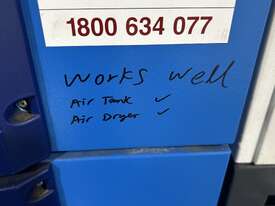 1800 634 077
works well
Air Tank ✓
Air Dryer ✓